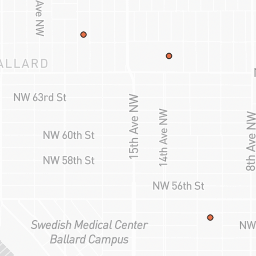 Ave NW
ALLARD
NW 63rd St
15th Ave NW
14th Ave NW
NW 60th St
NW 58th St
8th Ave NW
NW 56th St
Swedish Medical Center
Ballard Campus
NW